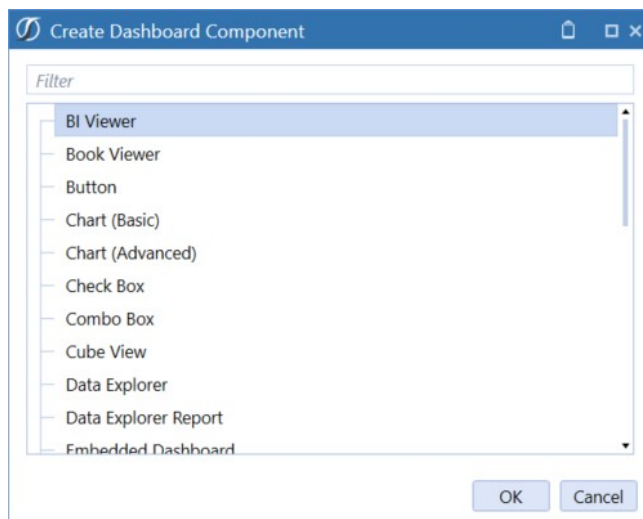 Create Dashboard Component
Filter
BI Viewer
Book Viewer
Button
Chart (Basic)
Chart (Advanced)
Check Box
Combo Box
Cube View
Data Explorer
Data Explorer Report
Embedded Dashboard
OK Cancel